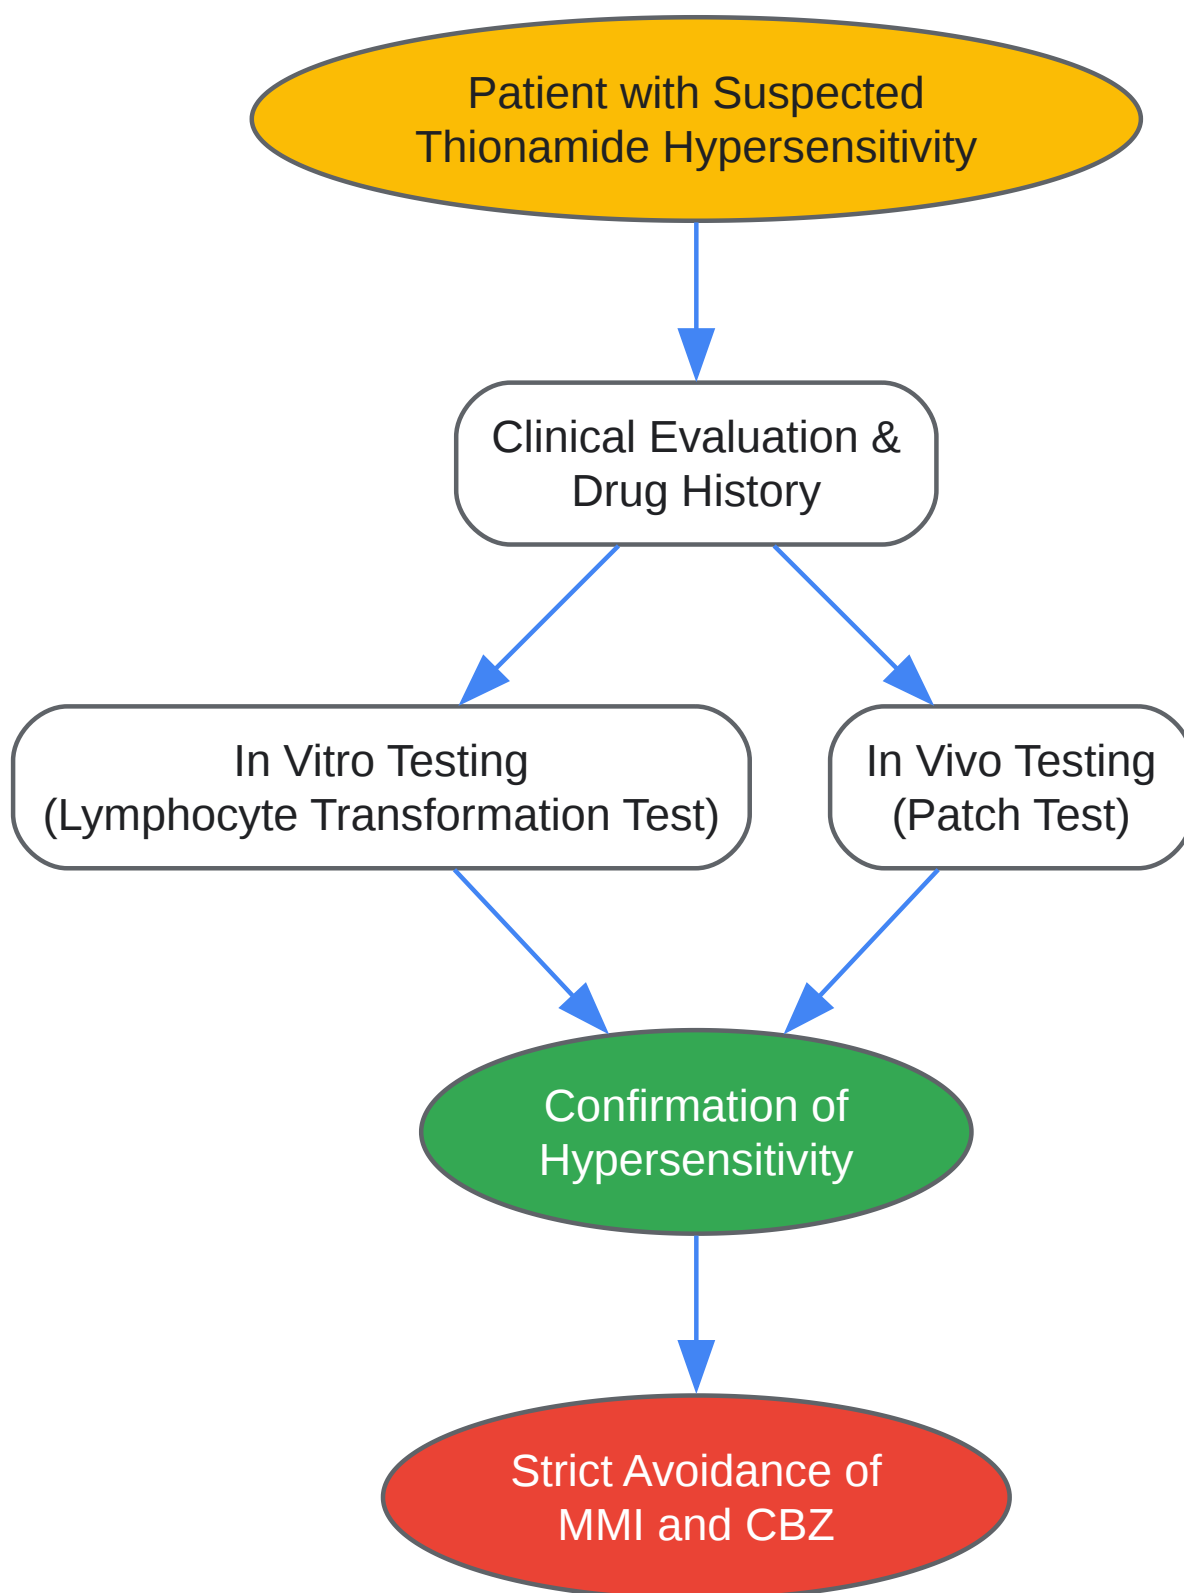 Patient with Suspected
Thionamide Hypersensitivity
Clinical Evaluation &
Drug History
In Vitro Testing
(Lymphocyte Transformation Test)
In Vivo Testing
(Patch Test)
Confirmation of
Hypersensitivity
Strict Avoidance of
MMI and CBZ